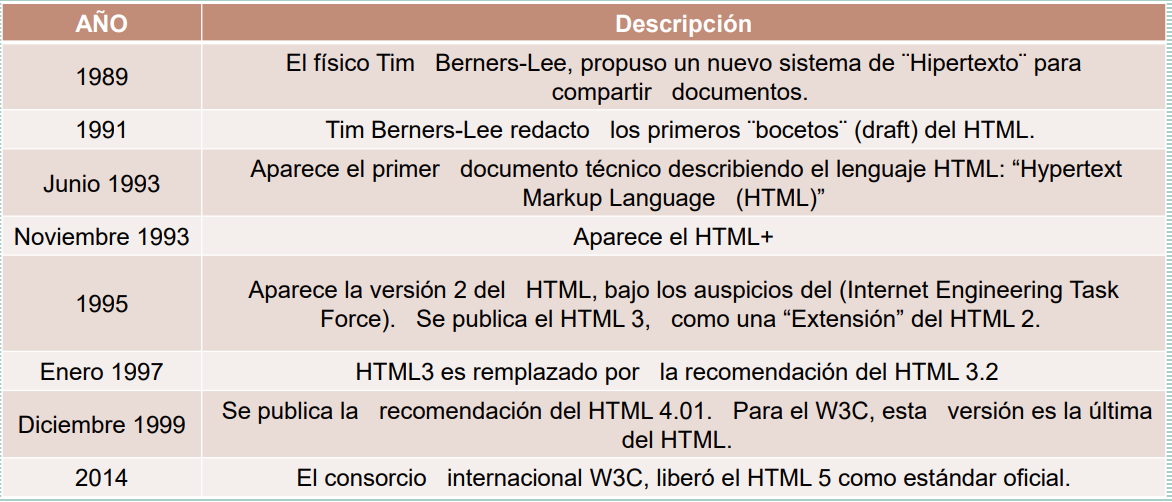 AÑO Descripción
1989 El físico Tim Berners-Lee, propuso un nuevo sistema de ¨Hipertexto¨ para
compartir documentos.
1991 Tim Berners-Lee redacto los primeros ¨bocetos¨ (draft) del HTML.
Junio 1993 Aparece el primer documento técnico describiendo el lenguaje HTML: “Hypertext
Markup Language (HTML)”
Noviembre 1993 Aparece el HTML+
1995 Aparece la versión 2 del HTML, bajo los auspicios del (Internet Engineering Task
Force). Se publica el HTML 3, como una “Extensión” del HTML 2.
Enero 1997 HTML3 es remplazado por la recomendación del HTML 3.2
Diciembre 1999 Se publica la recomendación del HTML 4.01. Para el W3C, esta versión es la última
del HTML.
2014 El consorcio internacional W3C, liberó el HTML 5 como estándar oficial.